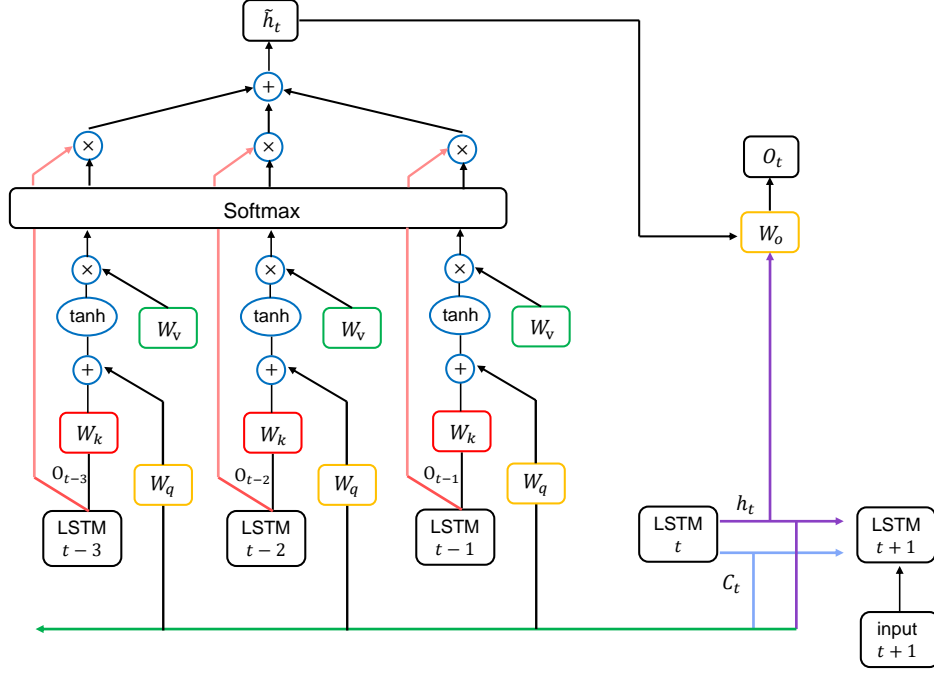 h̃_t
+
× × ×
O_t
Softmax
W_o
× × ×
tanh tanh tanh
W_v W_v W_v
+ + +
W_k W_k W_k
O_{t−3} O_{t−2} O_{t−1}
W_q W_q W_q
h_t
LSTM
t − 3
LSTM
t − 2
LSTM
t − 1
LSTM
t
LSTM
t + 1
C_t
input
t + 1